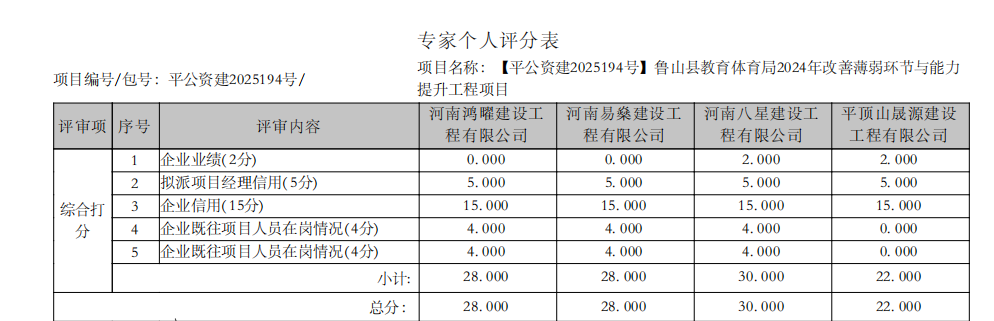 专家个人评分表
项目编号/包号：平公资建2025194号/
项目名称：【平公资建2025194号】鲁山县教育体育局2024年改善薄弱环节与能力
提升工程项目
评审项 序号 评审内容 河南鸿曜建设工程有限公司 河南易燊建设工程有限公司 河南八星建设工程有限公司 平顶山晟源建设工程有限公司
综合打分
1 企业业绩(2分) 0.000 0.000 2.000 2.000
2 拟派项目经理信用(5分) 5.000 5.000 5.000 5.000
3 企业信用(15分) 15.000 15.000 15.000 15.000
4 企业既往项目人员在岗情况(4分) 4.000 4.000 4.000 0.000
5 企业既往项目人员在岗情况(4分) 4.000 4.000 4.000 0.000
小计: 28.000 28.000 30.000 22.000
总分: 28.000 28.000 30.000 22.000